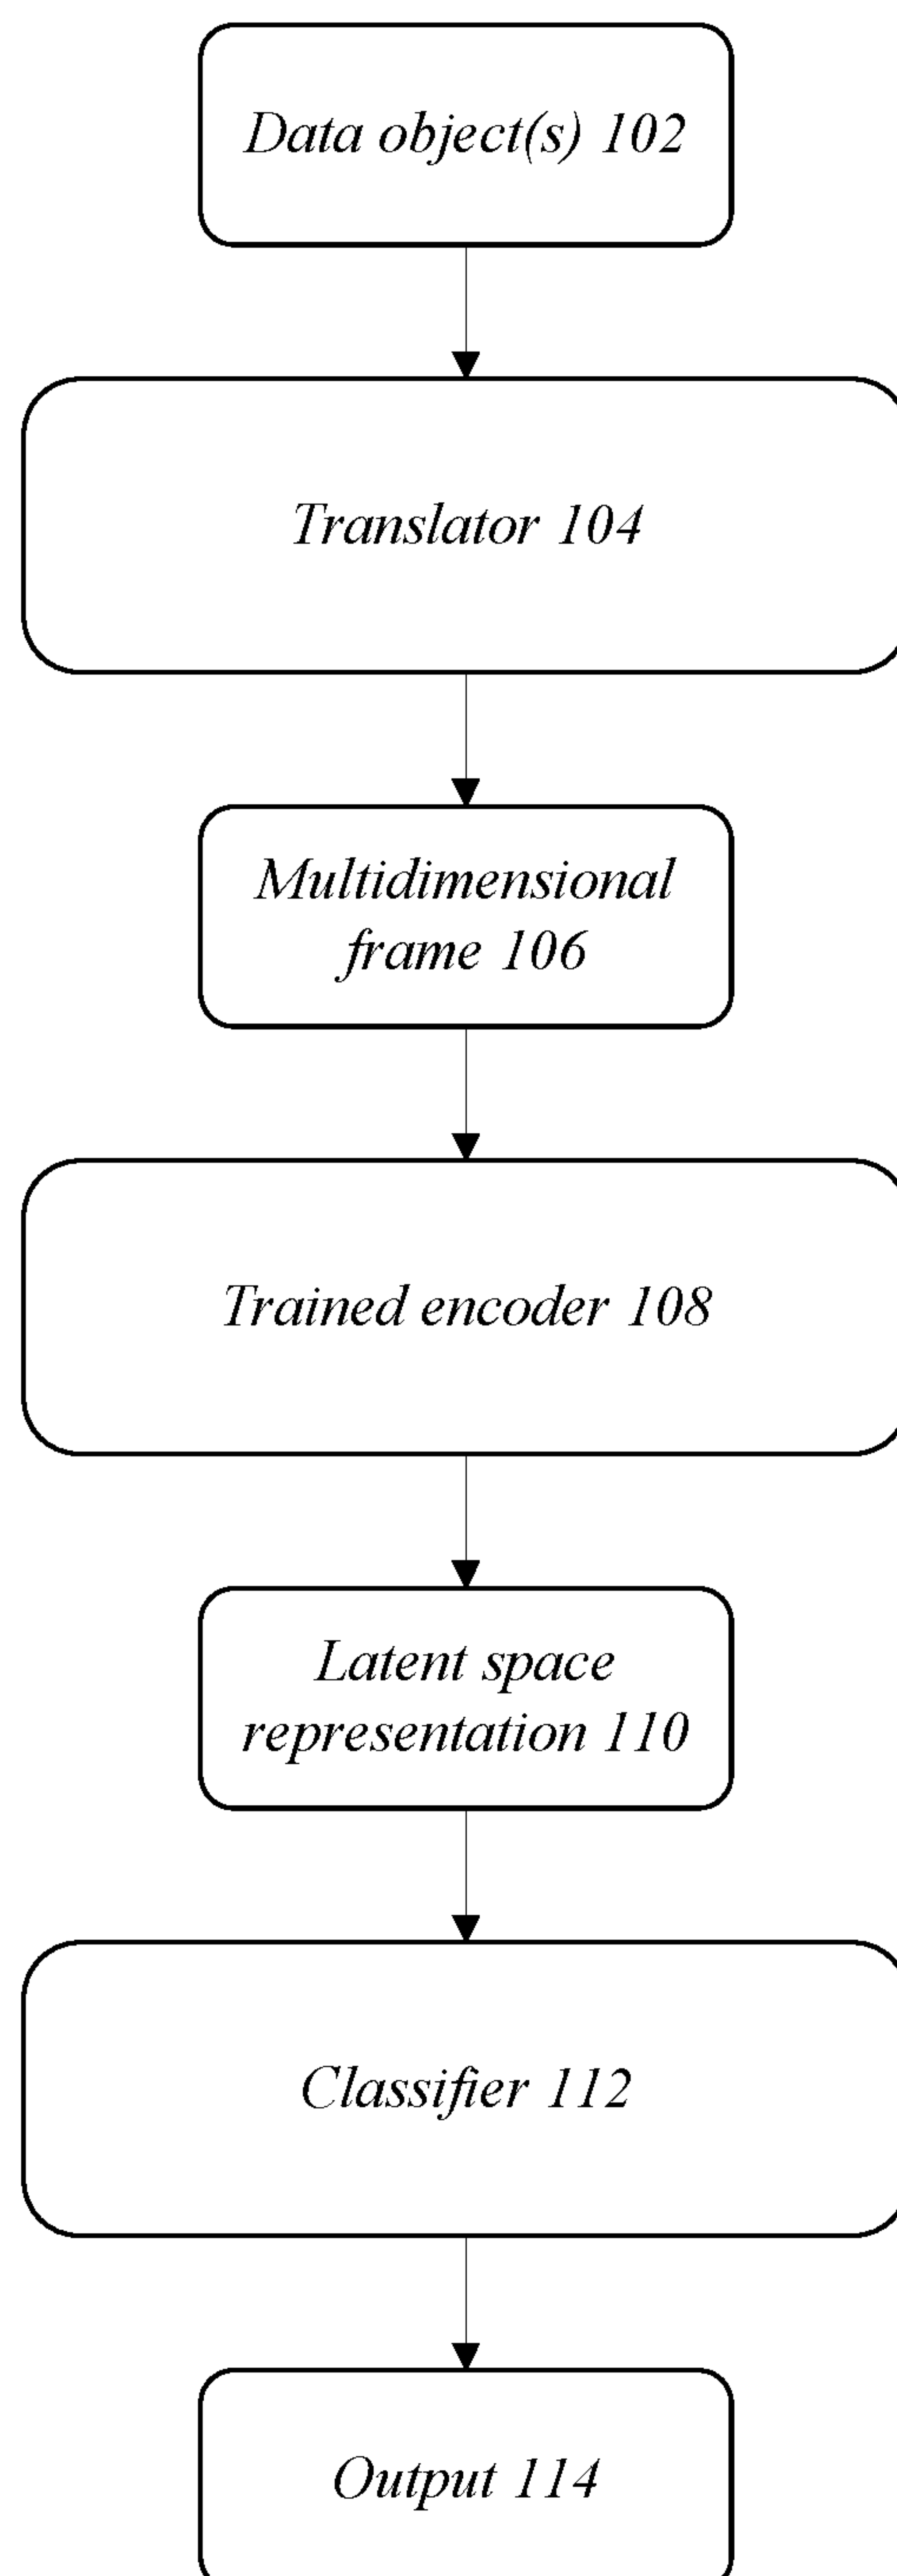 Data object(s) 102
Translator 104
Multidimensional
frame 106
Trained encoder 108
Latent space
representation 110
Classifier 112
Output 114